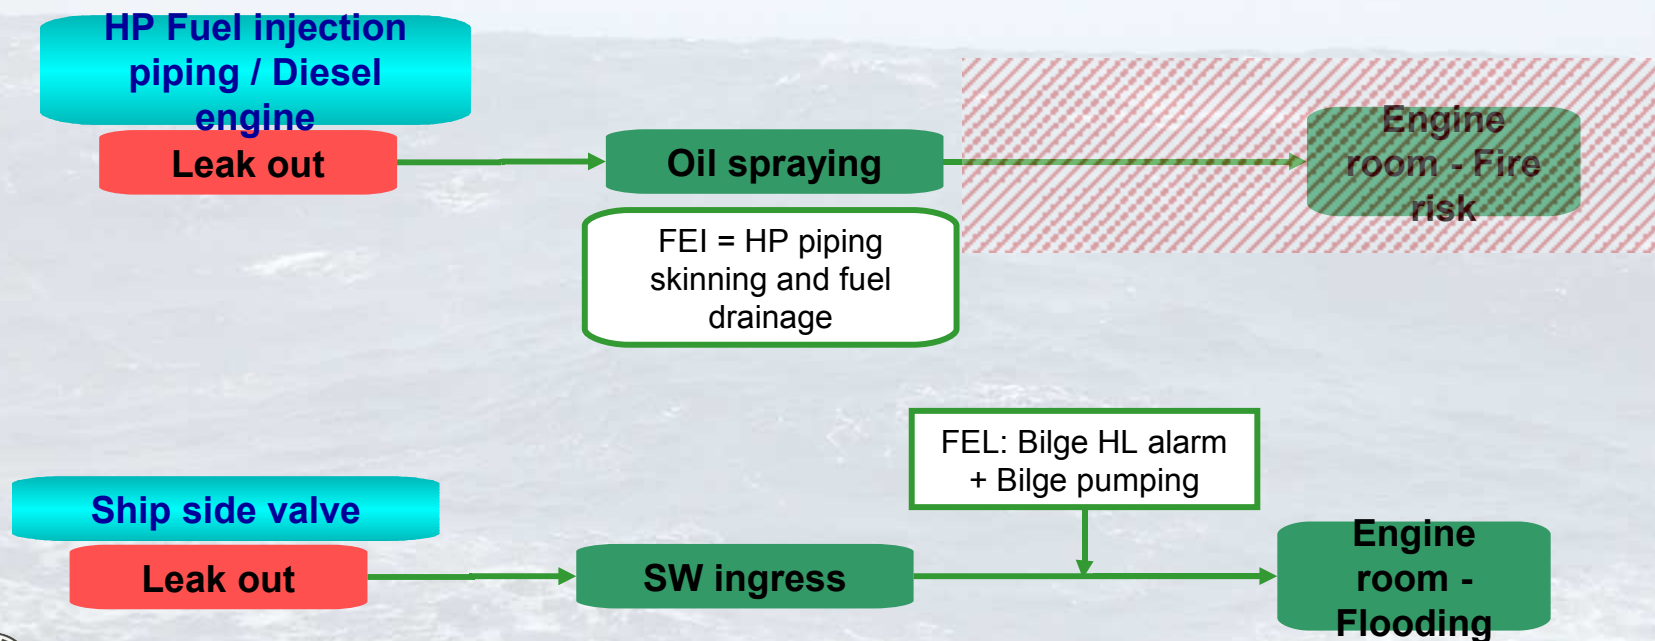 HP Fuel injection
piping / Diesel
engine
Leak out
Oil spraying
Engine
room - Fire
risk
FEI = HP piping
skinning and fuel
drainage
FEL: Bilge HL alarm
+ Bilge pumping
Ship side valve
Leak out
SW ingress
Engine
room -
Flooding